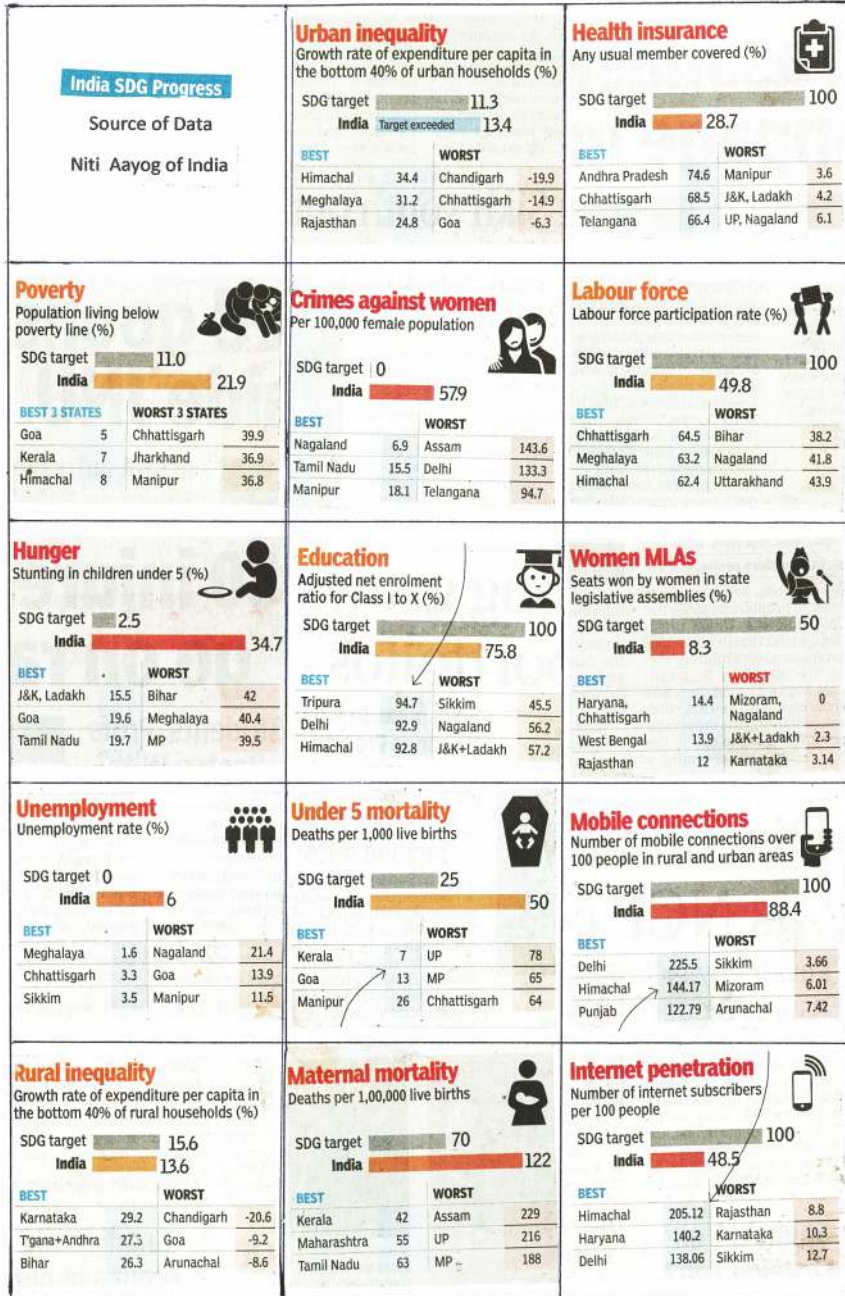 India SDG Progress
Source of Data
Niti Aayog of India
Urban inequality
Growth rate of expenditure per capita in
the bottom 40% of urban households (%)
SDG target 11.3
India Target exceeded 13.4
BEST WORST
Himachal 34.4 Chandigarh -19.9
Meghalaya 31.2 Chhattisgarh -14.9
Rajasthan 24.8 Goa -6.3
Health insurance
Any usual member covered (%)
SDG target 100
India 28.7
BEST WORST
Andhra Pradesh 74.6 Manipur 3.6
Chhattisgarh 68.5 J&K, Ladakh 4.2
Telangana 66.4 UP, Nagaland 6.1
Poverty
Population living below
poverty line (%)
SDG target 11.0
India 21.9
BEST 3 STATES WORST 3 STATES
Goa 5 Chhattisgarh 39.9
Kerala 7 Jharkhand 36.9
Himachal 8 Manipur 36.8
Crimes against women
Per 100,000 female population
SDG target 0
India 57.9
BEST WORST
Nagaland 6.9 Assam 143.6
Tamil Nadu 15.5 Delhi 133.3
Manipur 18.1 Telangana 94.7
Labour force
Labour force participation rate (%)
SDG target 100
India 49.8
BEST WORST
Chhattisgarh 64.5 Bihar 38.2
Meghalaya 63.2 Nagaland 41.8
Himachal 62.4 Uttarakhand 43.9
Hunger
Stunting in children under 5 (%)
SDG target 2.5
India 34.7
BEST WORST
J&K, Ladakh 15.5 Bihar 42
Goa 19.6 Meghalaya 40.4
Tamil Nadu 19.7 MP 39.5
Education
Adjusted net enrolment
ratio for Class I to X (%)
SDG target 100
India 75.8
BEST WORST
Tripura 94.7 Sikkim 45.5
Delhi 92.9 Nagaland 56.2
Himachal 92.8 J&K+Ladakh 57.2
Women MLAs
Seats won by women in state
legislative assemblies (%)
SDG target 50
India 8.3
BEST WORST
Haryana, 14.4 Mizoram, 0
Chhattisgarh Nagaland
West Bengal 13.9 J&K+Ladakh 2.3
Rajasthan 12 Karnataka 3.14
Unemployment
Unemployment rate (%)
SDG target 0
India 6
BEST WORST
Meghalaya 1.6 Nagaland 21.4
Chhattisgarh 3.3 Goa 13.9
Sikkim 3.5 Manipur 11.5
Under 5 mortality
Deaths per 1,000 live births
SDG target 25
India 50
BEST WORST
Kerala 7 UP 78
Goa 13 MP 65
Manipur 26 Chhattisgarh 64
Mobile connections
Number of mobile connections over
100 people in rural and urban areas
SDG target 100
India 88.4
BEST WORST
Delhi 225.5 Sikkim 3.66
Himachal 144.17 Mizoram 6.01
Punjab 122.79 Arunachal 7.42
Rural inequality
Growth rate of expenditure per capita in
the bottom 40% of rural households (%)
SDG target 15.6
India 13.6
BEST WORST
Karnataka 29.2 Chandigarh -20.6
T'gana+Andhra 27.3 Goa -9.2
Bihar 26.3 Arunachal -8.6
Maternal mortality
Deaths per 1,00,000 live births
SDG target 70
India 122
BEST WORST
Kerala 42 Assam 229
Maharashtra 55 UP 216
Tamil Nadu 63 MP 188
Internet penetration
Number of internet subscribers
per 100 people
SDG target 100
India 48.5
BEST WORST
Himachal 205.12 Rajasthan 8.8
Haryana 140.2 Karnataka 10.3
Delhi 138.06 Sikkim 12.7